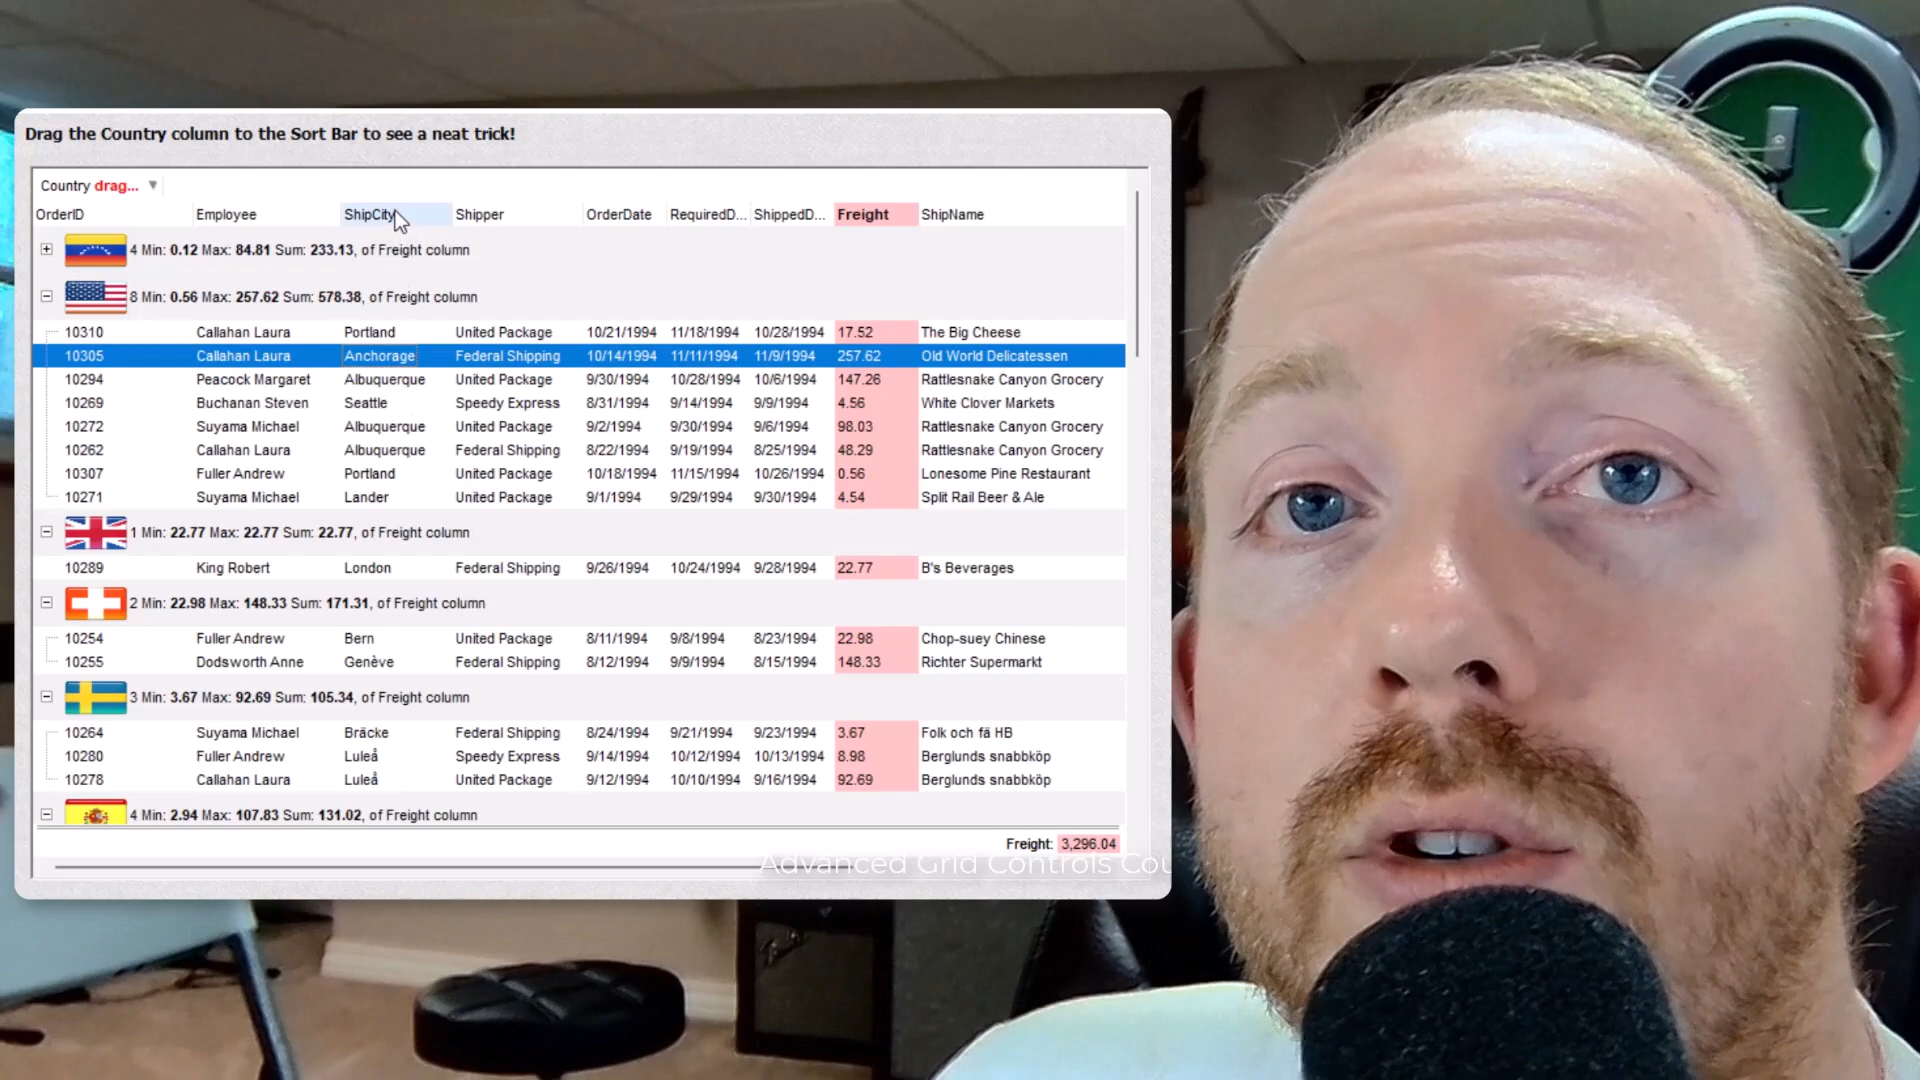 Drag the Country column to the Sort Bar to see a neat trick!
Country drag...
OrderID Employee ShipCity Shipper OrderDate RequiredD... ShippedD... Freight ShipName
4 Min: 0.12 Max: 84.81 Sum: 233.13, of Freight column
8 Min: 0.56 Max: 257.62 Sum: 578.38, of Freight column
10310 Callahan Laura Portland United Package 10/21/1994 11/18/1994 10/28/1994 17.52 The Big Cheese
10305 Callahan Laura Anchorage Federal Shipping 10/14/1994 11/11/1994 11/9/1994 257.62 Old World Delicatessen
10294 Peacock Margaret Albuquerque United Package 9/30/1994 10/28/1994 10/6/1994 147.26 Rattlesnake Canyon Grocery
10269 Buchanan Steven Seattle Speedy Express 8/31/1994 9/14/1994 9/9/1994 4.56 White Clover Markets
10272 Suyama Michael Albuquerque United Package 9/2/1994 9/30/1994 9/6/1994 98.03 Rattlesnake Canyon Grocery
10262 Callahan Laura Albuquerque Federal Shipping 8/22/1994 9/19/1994 8/25/1994 48.29 Rattlesnake Canyon Grocery
10307 Fuller Andrew Portland United Package 10/18/1994 11/15/1994 10/26/1994 0.56 Lonesome Pine Restaurant
10271 Suyama Michael Lander United Package 9/1/1994 9/29/1994 9/30/1994 4.54 Split Rail Beer & Ale
1 Min: 22.77 Max: 22.77 Sum: 22.77, of Freight column
10289 King Robert London Federal Shipping 9/26/1994 10/24/1994 9/28/1994 22.77 B's Beverages
2 Min: 22.98 Max: 148.33 Sum: 171.31, of Freight column
10254 Fuller Andrew Bern United Package 8/11/1994 9/8/1994 8/23/1994 22.98 Chop-suey Chinese
10255 Dodsworth Anne Genève Federal Shipping 8/12/1994 9/9/1994 8/15/1994 148.33 Richter Supermarkt
3 Min: 3.67 Max: 92.69 Sum: 105.34, of Freight column
10264 Suyama Michael Bräcke Federal Shipping 8/24/1994 9/21/1994 9/23/1994 3.67 Folk och fä HB
10280 Fuller Andrew Luleå Speedy Express 9/14/1994 10/12/1994 10/13/1994 8.98 Berglunds snabbköp
10278 Callahan Laura Luleå United Package 9/12/1994 10/10/1994 9/16/1994 92.69 Berglunds snabbköp
4 Min: 2.94 Max: 107.83 Sum: 131.02, of Freight column
Freight: 3,296.04
Advanced Grid Controls Cou